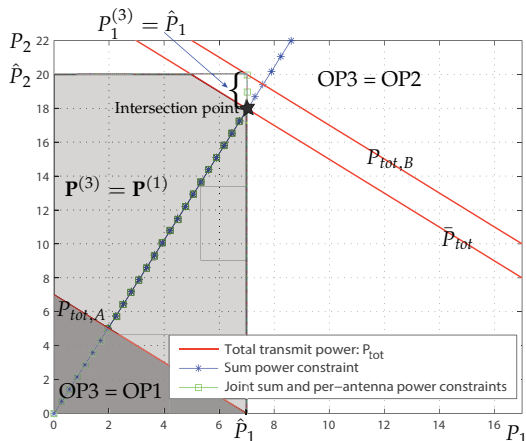 P_1^{(3)} = \hat{P}_1
P_2
22
\hat{P}_2
20
18
16
14
12
10
8
6
4
2
0
OP3 = OP2
Intersection point
P_{tot,B}
\bar{P}_{tot}
P^{(3)} = P^{(1)}
P_{tot,A}
OP3 = OP1
Total transmit power: P_{tot}
Sum power constraint
Joint sum and per-antenna power constraints
0 2 4 6 \hat{P}_1 8 10 12 14 16 P_1